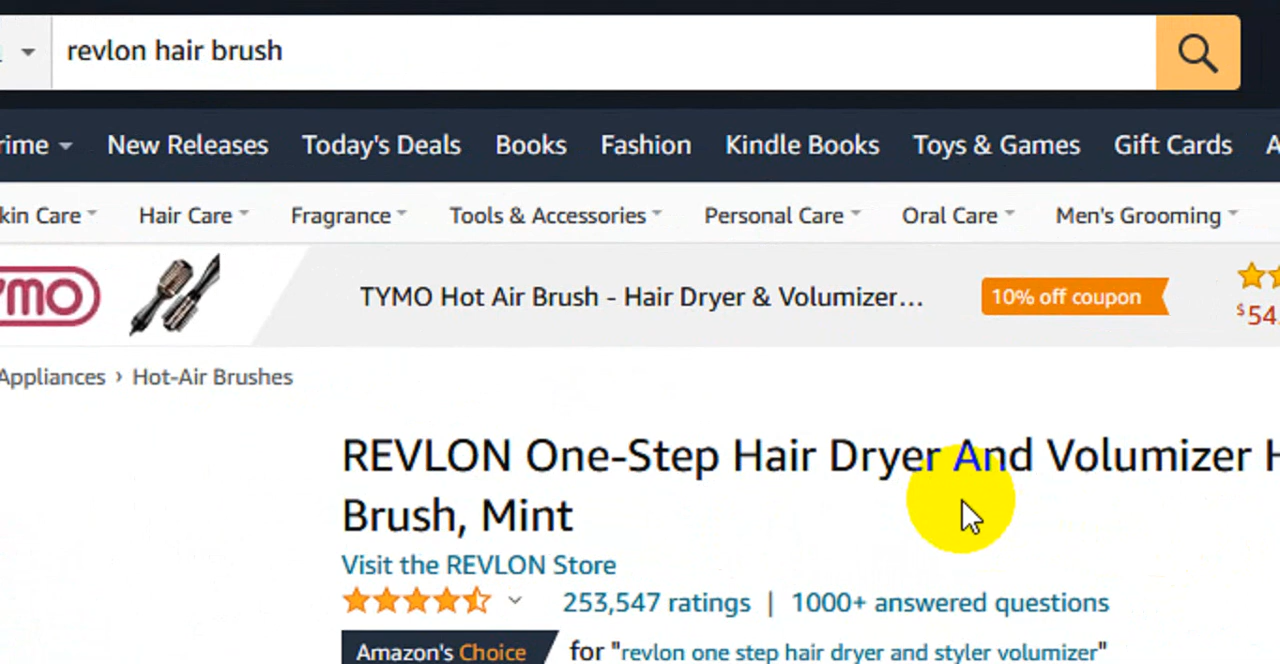 revlon hair brush
rime New Releases Today's Deals Books Fashion Kindle Books Toys & Games Gift Cards A
kin Care Hair Care Fragrance Tools & Accessories Personal Care Oral Care Men's Grooming
YMO TYMO Hot Air Brush - Hair Dryer & Volumizer... 10% off coupon
$54.
Appliances › Hot-Air Brushes
REVLON One-Step Hair Dryer And Volumizer H
Brush, Mint
Visit the REVLON Store
253,547 ratings | 1000+ answered questions
Amazon's Choice for "revlon one step hair dryer and styler volumizer"